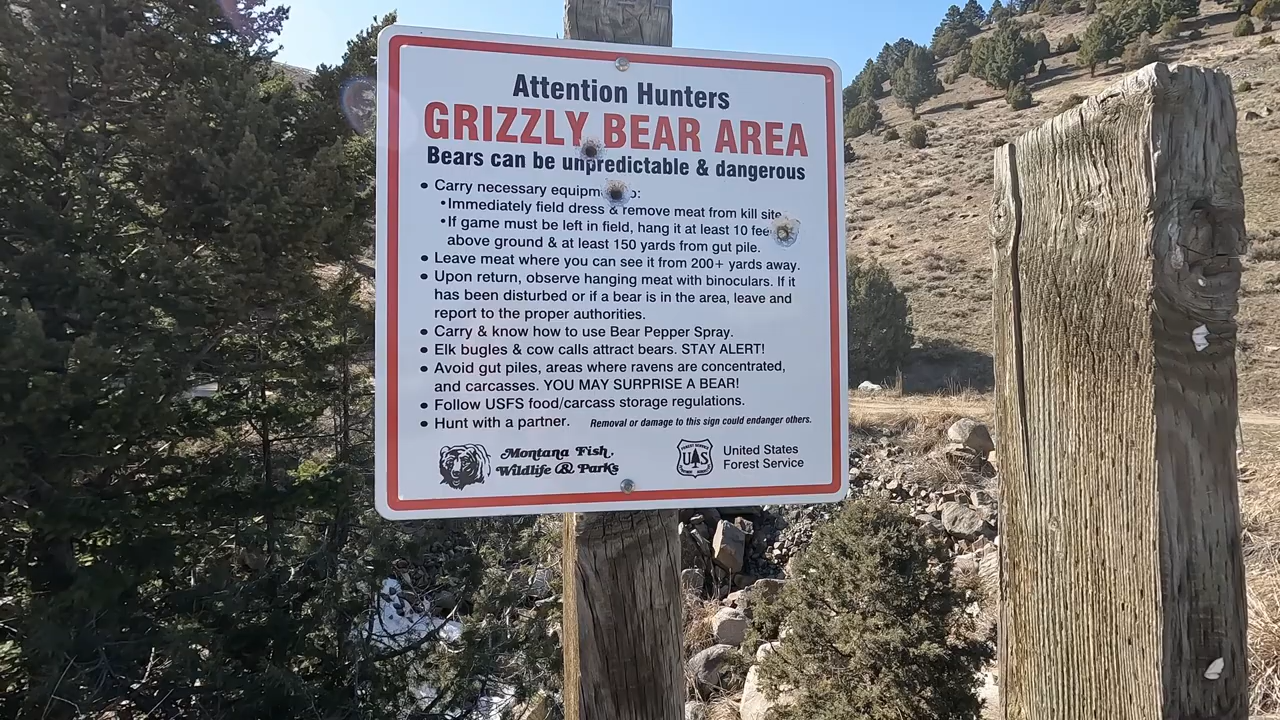 Attention Hunters
GRIZZLY BEAR AREA
Bears can be unpredictable & dangerous
• Carry necessary equipment to:
•Immediately field dress & remove meat from kill site.
•If game must be left in field, hang it at least 10 feet
above ground & at least 150 yards from gut pile.
• Leave meat where you can see it from 200+ yards away.
• Upon return, observe hanging meat with binoculars. If it
has been disturbed or if a bear is in the area, leave and
report to the proper authorities.
• Carry & know how to use Bear Pepper Spray.
• Elk bugles & cow calls attract bears. STAY ALERT!
• Avoid gut piles, areas where ravens are concentrated,
and carcasses. YOU MAY SURPRISE A BEAR!
• Follow USFS food/carcass storage regulations.
• Hunt with a partner. Removal or damage to this sign could endanger others.
Montana Fish,
Wildlife & Parks
FOREST SERVICE
U S
United States
Forest Service